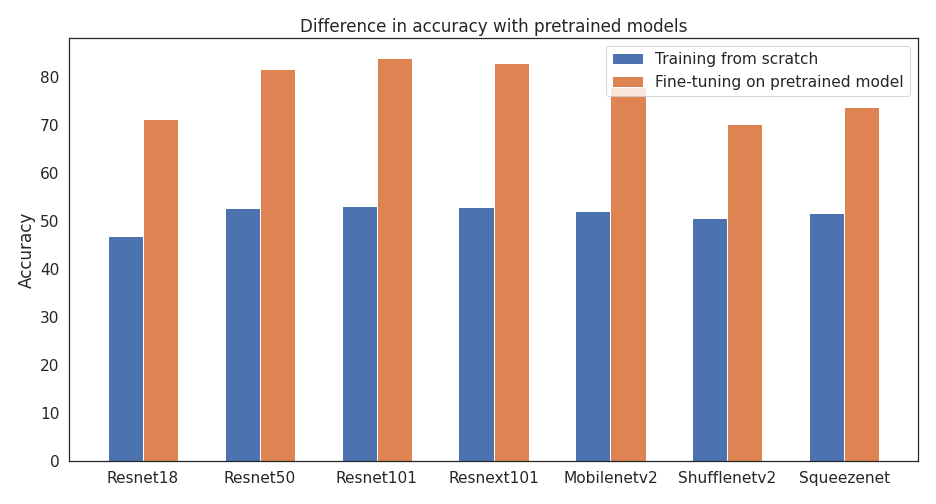 Difference in accuracy with pretrained models
Training from scratch
Fine-tuning on pretrained model
Accuracy
80
70
60
50
40
30
20
10
0
Resnet18 Resnet50 Resnet101 Resnext101 Mobilenetv2 Shufflenetv2 Squeezenet